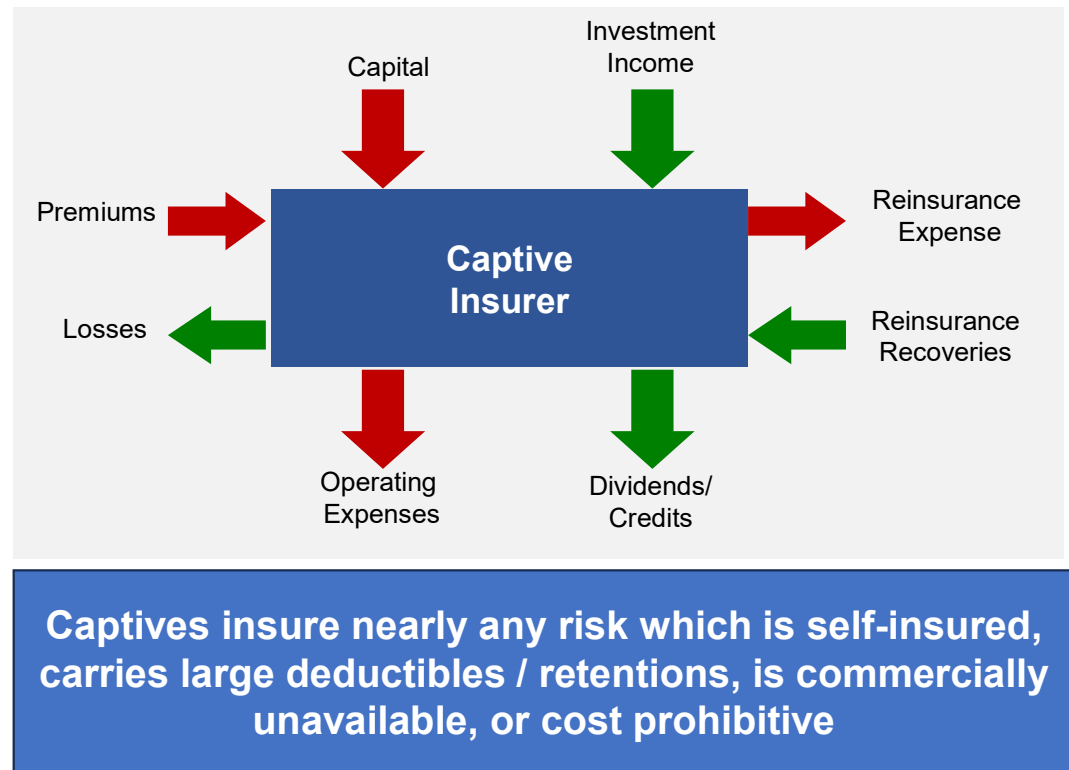 Investment
Income
Capital
Premiums
Captive
Insurer
Reinsurance
Expense
Losses
Reinsurance
Recoveries
Operating
Expenses
Dividends/
Credits
Captives insure nearly any risk which is self-insured,
carries large deductibles / retentions, is commercially
unavailable, or cost prohibitive